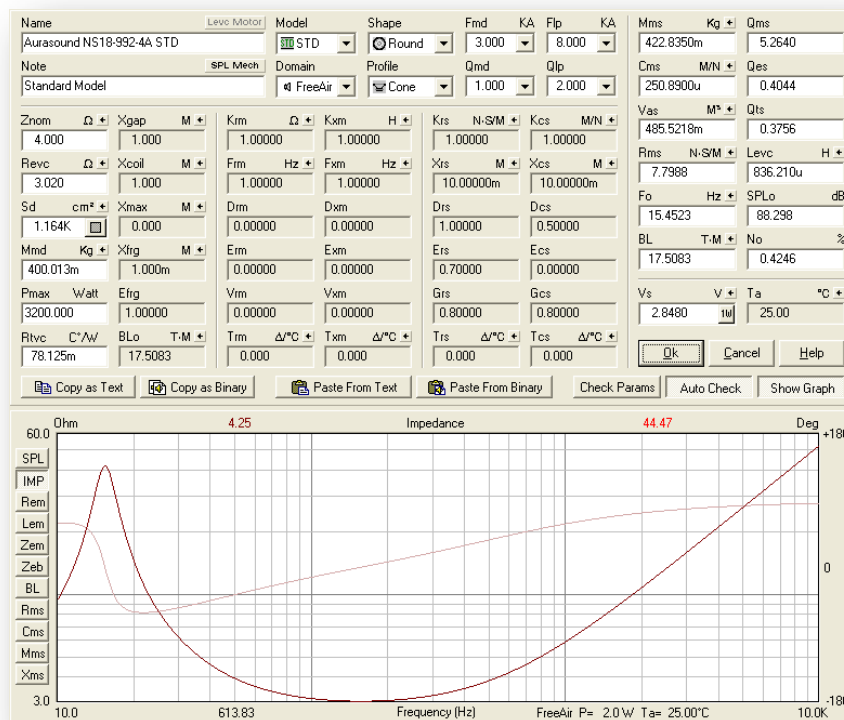 Name Levc Motor Model Shape Fmd KA Flp KA Mms Kg + Qms
Aurasound NS18-992-4A STD STD STD Round 3.000 8.000 422.8350m 5.2640
Note SPL Mech Domain Profile Qmd Qlp Cms M/N + Qes
Standard Model FreeAir Cone 1.000 2.000 250.8900u 0.4044
Vas M³ + Qts
485.5218m 0.3756
Znom Ω + Xgap M + Krm Ω + Kxm H + Krs N·S/M + Kcs M/N +
4.000 1.000 1.00000 1.00000 1.00000 1.00000
Rms N·S/M + Levc H +
7.7988 836.210u
Revc Ω + Xcoil M + Frm Hz + Fxm Hz + Xrs M + Xcs M +
3.020 1.000 1.00000 1.00000 10.00000m 10.00000m
Fo Hz + SPLo dB
15.4523 88.298
Sd cm² + Xmax M + Drm Dxm Drs Dcs
1.164K 0.000 0.00000 0.00000 1.00000 0.50000
BL T·M + No %
17.5083 0.4246
Mmd Kg + Xfrg M + Erm Exm Ers Ecs
400.013m 1.000m 0.00000 0.00000 0.70000 0.00000
Pmax Watt Efrg Vrm Vxm Grs Gcs Vs V + Ta °C +
3200.000 1.00000 0.00000 0.00000 0.80000 0.80000 2.8480 1W 25.00
Rtvc C°/W BLo T·M + Trm Δ/°C + Txm Δ/°C + Trs Δ/°C + Tcs Δ/°C +
78.125m 17.5083 0.000 0.000 0.000 0.000
Ok Cancel Help
Copy as Text Copy as Binary Paste From Text Paste From Binary Check Params Auto Check Show Graph
Ohm 4.25 Impedance 44.47 Deg
60.0 +180
SPL
IMP
Rem
Lem
Zem
Zeb
0
BL
Rms
Cms
Mms
Xms
3.0 -180
10.0 613.83 Frequency (Hz) FreeAir P= 2.0 W Ta= 25.00°C 10.0K